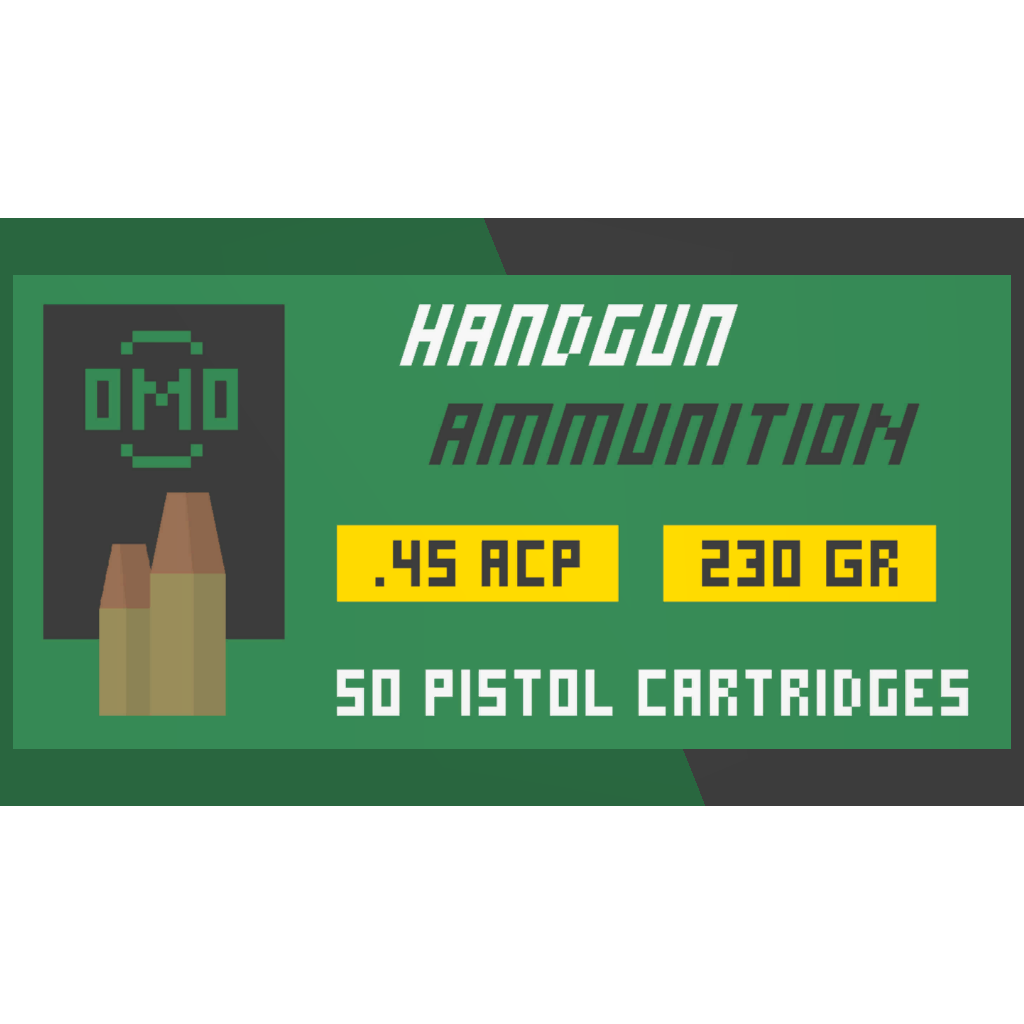 OMO
HANDGUN
AMMUNITION
.45 ACP
230 GR
50 PISTOL CARTRIDGES